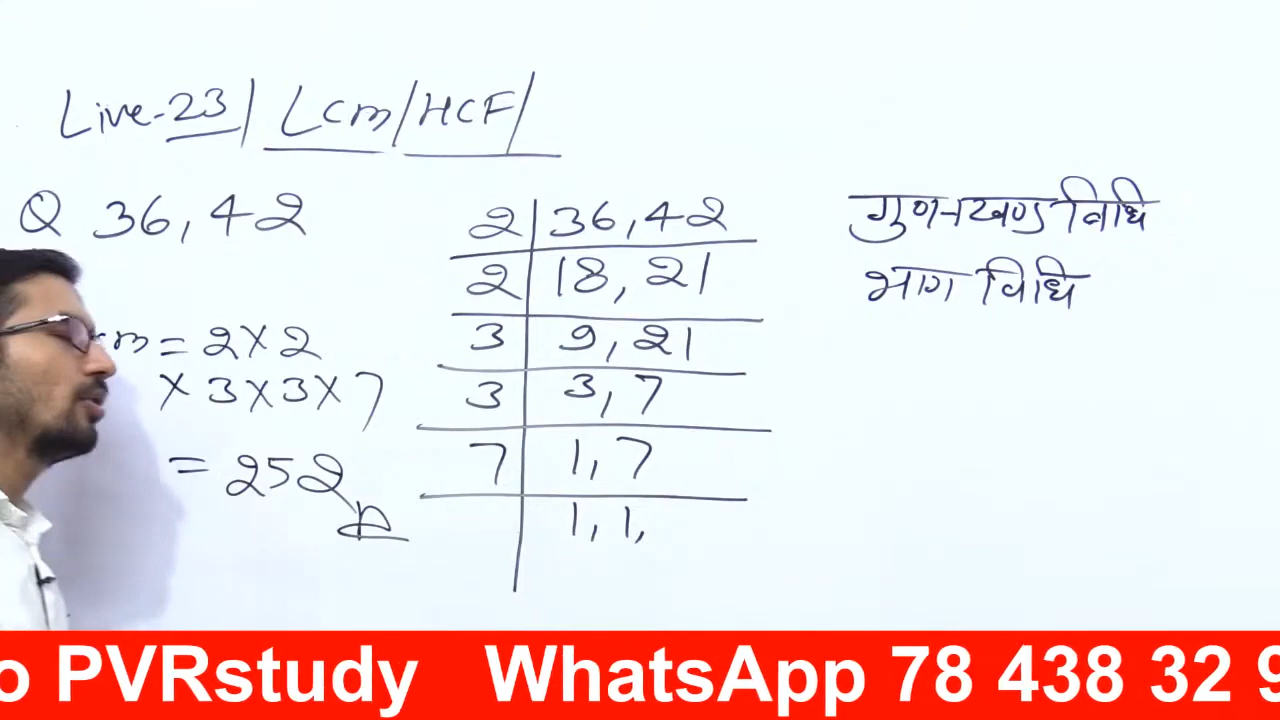 Live-23/ LCM/HCF/
Q 36, 42
m = 2×2
×3×3×7
= 252
2 | 36, 42
2 | 18, 21
3 | 9, 21
3 | 3, 7
7 | 1, 7
1, 1,
गुणनखण्ड विधि
भाग विधि
o PVRstudy WhatsApp 78 438 32 9